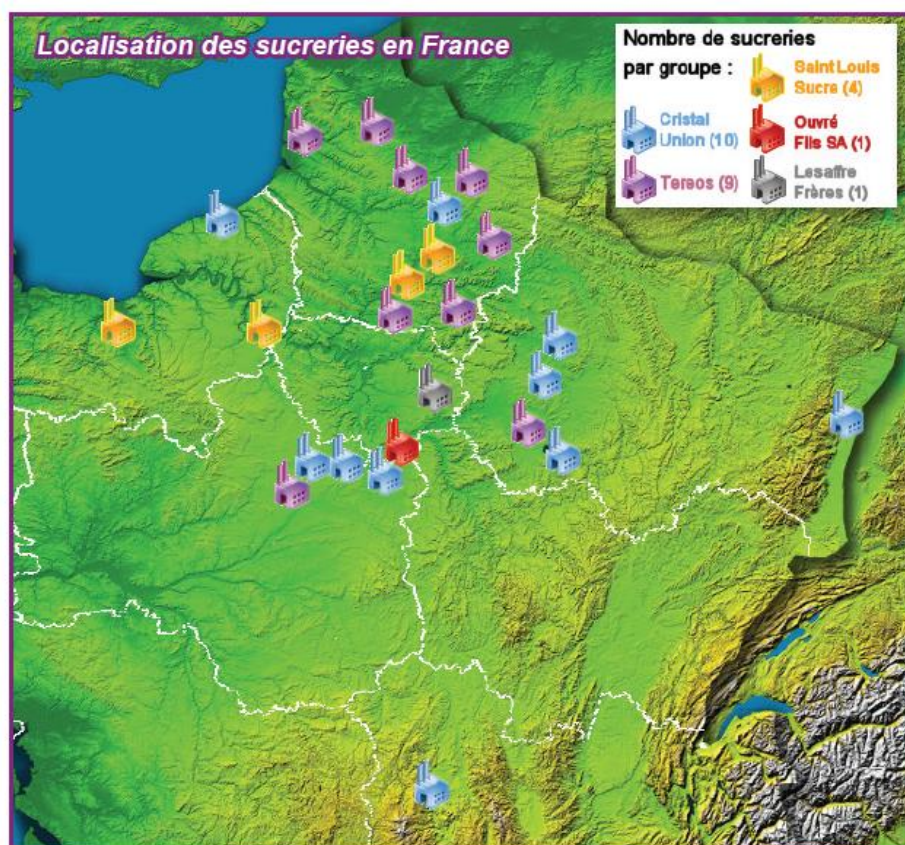 Localisation des sucreries en France
Nombre de sucreries
par groupe :
Saint Louis
Sucre (4)
Cristal
Union (10)
Ouvré
Fils SA (1)
Tereos (9)
Lesaffre
Frères (1)